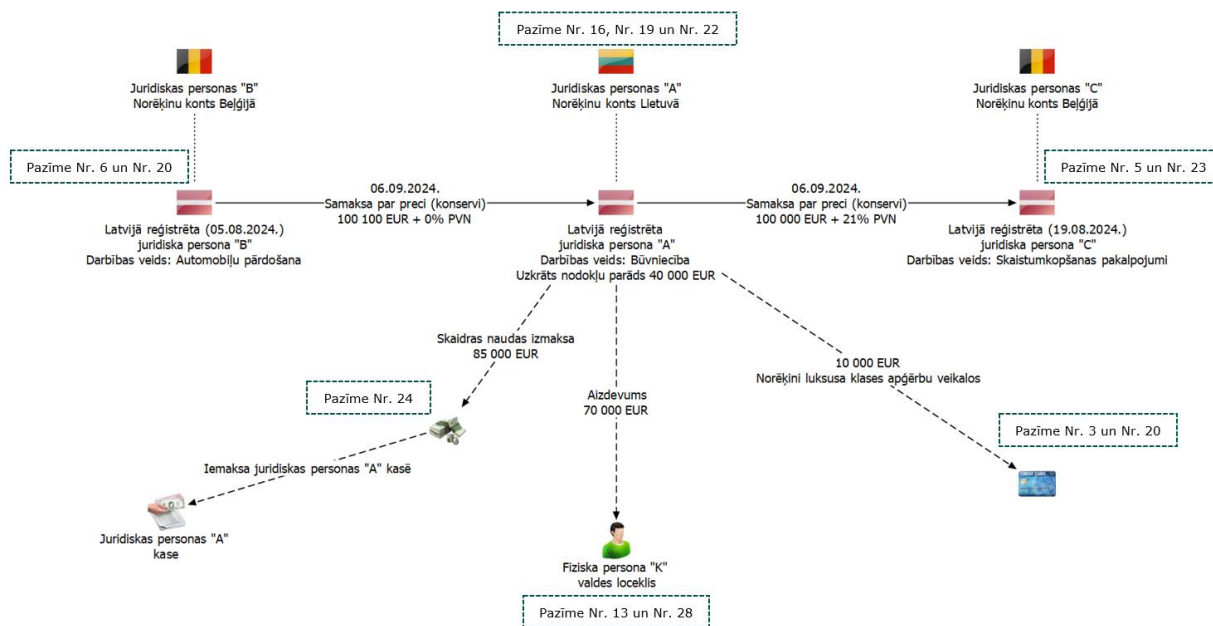 Pazīme Nr. 16, Nr. 19 un Nr. 22
Juridiskas personas "B"
Norēķinu konts Beļģijā
Juridiskas personas "A"
Norēķinu konts Lietuvā
Juridiskas personas "C"
Norēķinu konts Beļģijā
Pazīme Nr. 6 un Nr. 20
Pazīme Nr. 5 un Nr. 23
06.09.2024.
Samaksa par preci (konservi)
100 100 EUR + 0% PVN
06.09.2024.
Samaksa par preci (konservi)
100 000 EUR + 21% PVN
Latvijā reģistrēta (05.08.2024.)
juridiska persona "B"
Darbības veids: Automobiļu pārdošana
Latvijā reģistrēta
juridiska persona "A"
Darbības veids: Būvniecība
Uzkrāts nodokļu parāds 40 000 EUR
Latvijā reģistrēta (19.08.2024.)
juridiska persona "C"
Darbības veids: Skaistumkopšanas pakalpojumi
Skaidras naudas izmaksa
85 000 EUR
10 000 EUR
Norēķini luksusa klases apģērbu veikalos
Aizdevums
70 000 EUR
Pazīme Nr. 24
Pazīme Nr. 3 un Nr. 20
Iemaksa juridiskas personas "A" kasē
CREDIT CARD
Juridiskas personas "A"
kase
Fiziska persona "K"
valdes loceklis
Pazīme Nr. 13 un Nr. 28